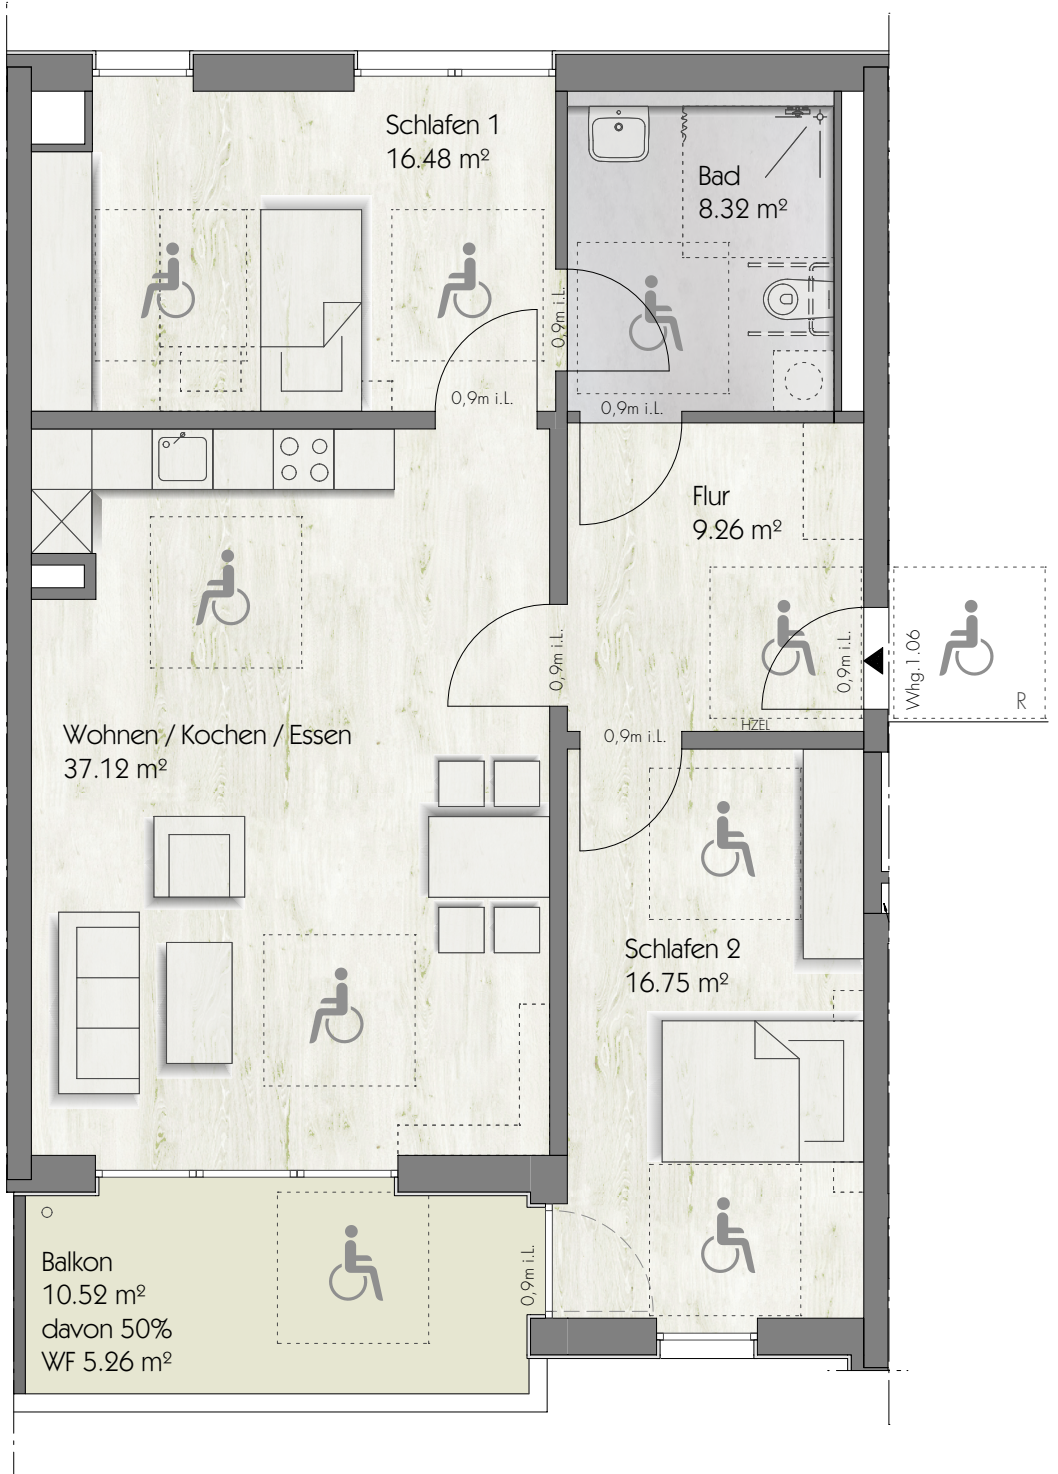 Schlafen 1
16.48 m²
Bad
8.32 m²
0,9m i.L.
0,9m i.L.
0,9m i.L.
Flur
9.26 m²
0,9m i.L.
0,9m i.L.
Whg.1.06
R
HZEL
0,9m i.L.
Wohnen / Kochen / Essen
37.12 m²
Schlafen 2
16.75 m²
Balkon
10.52 m²
davon 50%
WF 5.26 m²
0,9m i.L.